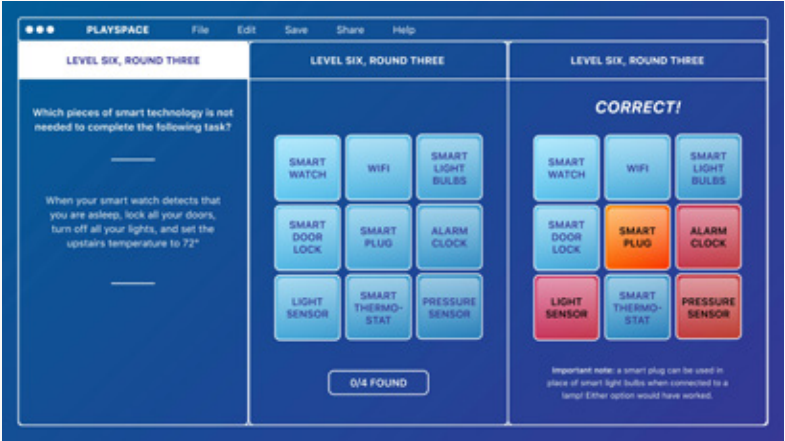 PLAYSPACE File Edit Save Share Help
LEVEL SIX, ROUND THREE
Which pieces of smart technology is not
needed to complete the following task?
When your smart watch detects that
you are asleep, lock all your doors,
turn off all your lights, and set the
upstairs temperature to 72°
LEVEL SIX, ROUND THREE
SMART
WATCH
WIFI
SMART
LIGHT
BULBS
SMART
DOOR
LOCK
SMART
PLUG
ALARM
CLOCK
LIGHT
SENSOR
SMART
THERMO-
STAT
PRESSURE
SENSOR
0/4 FOUND
LEVEL SIX, ROUND THREE
CORRECT!
SMART
WATCH
WIFI
SMART
LIGHT
BULBS
SMART
DOOR
LOCK
SMART
PLUG
ALARM
CLOCK
LIGHT
SENSOR
SMART
THERMO-
STAT
PRESSURE
SENSOR
Important note: a smart plug can be used in
place of smart light bulbs when connected to a
lamp! Either option would have worked.